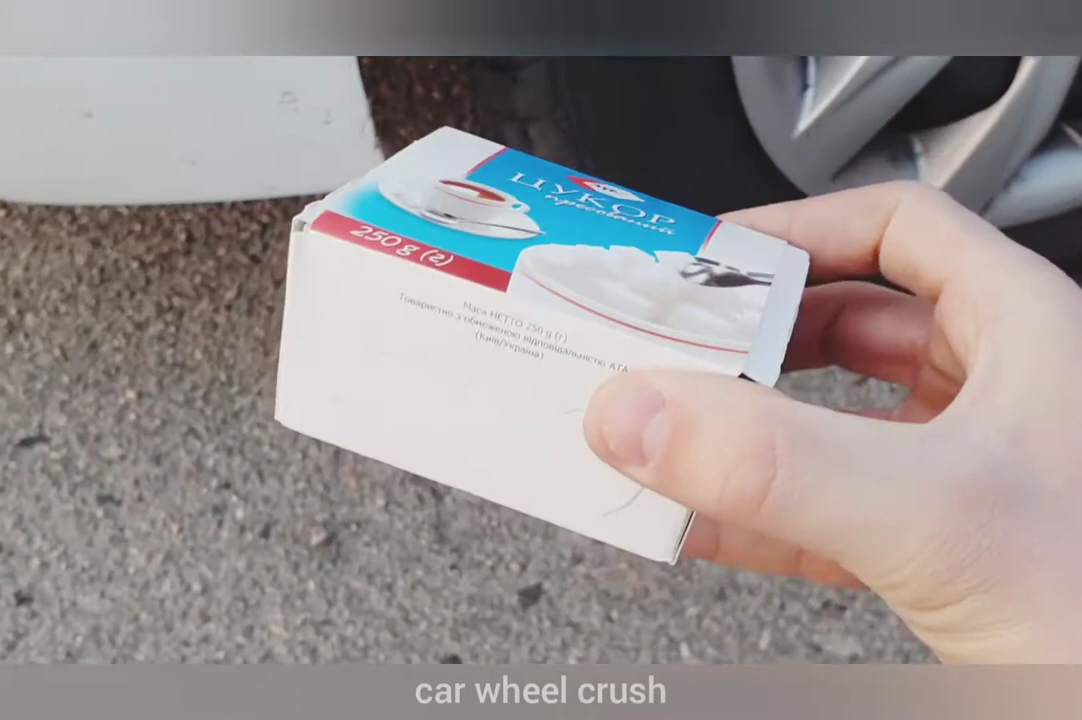 ЦУКОР
пресований
250 g (г)
Маса НЕТТО 250 g (г)
Товариство з обмеженою відповідальністю АТА
(Київ/Україна)
car wheel crush